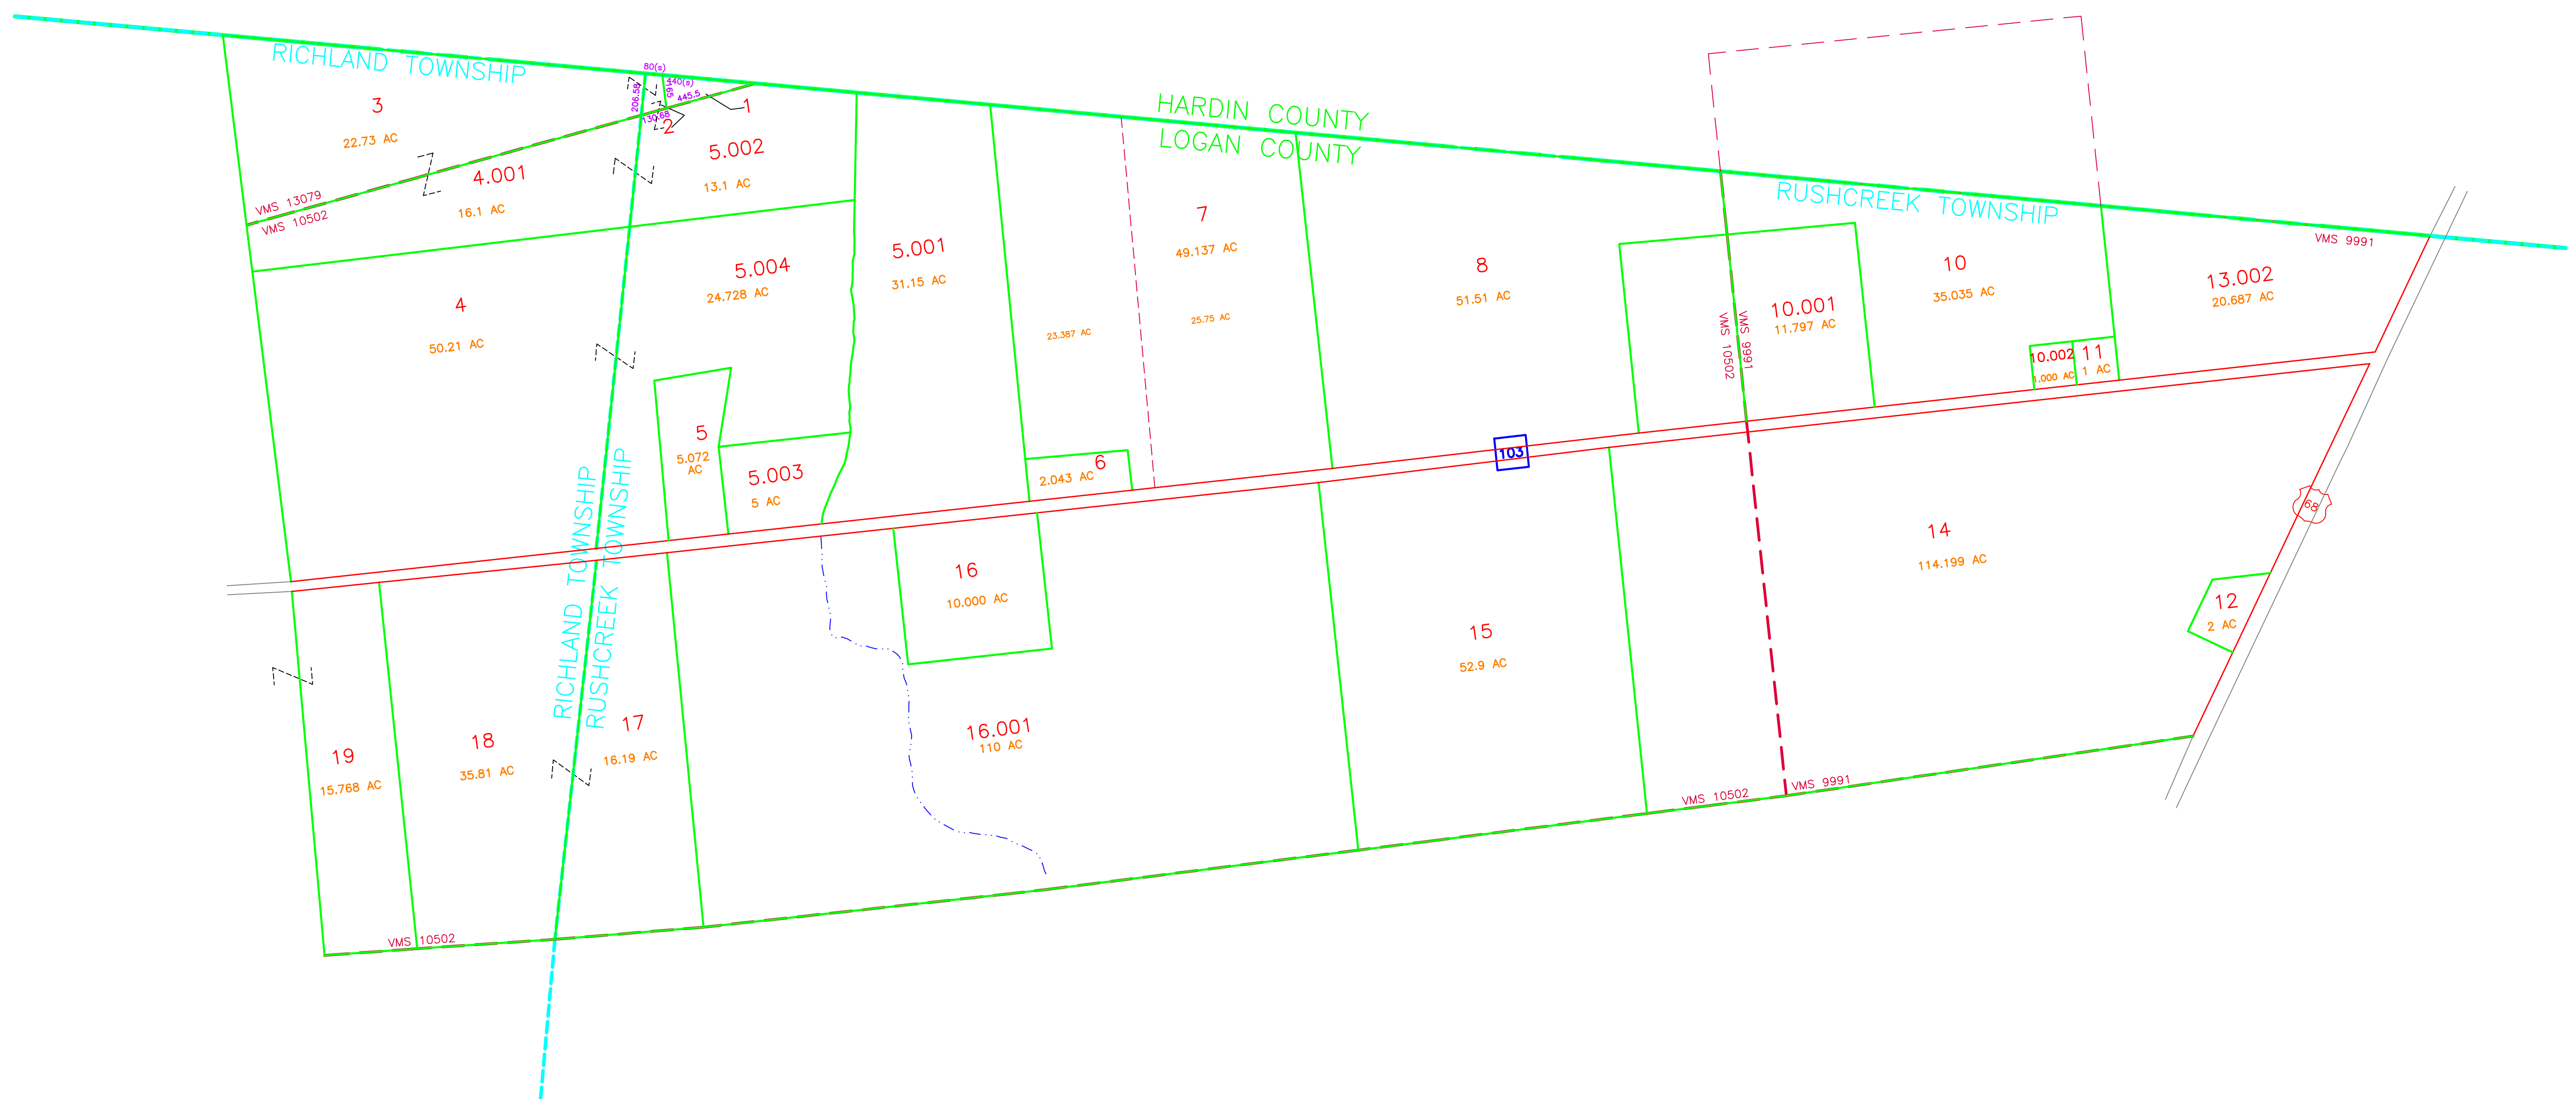 RICHLAND TOWNSHIP
80(s)
440(s)
165
445.5
206.58
130.68
1
2
3
22.73 AC
4.001
16.1 AC
VMS 13079
VMS 10502
5.002
13.1 AC
HARDIN COUNTY
LOGAN COUNTY
RUSHCREEK TOWNSHIP
VMS 9991
4
50.21 AC
5.004
24.728 AC
5.001
31.15 AC
7
49.137 AC
23.387 AC
25.75 AC
8
51.51 AC
VMS 10502
VMS 9991
10.001
11.797 AC
10
35.035 AC
10.002
1.000 AC
11
1 AC
13.002
20.687 AC
5
5.072
AC
5.003
5 AC
6
2.043 AC
103
68
RICHLAND TOWNSHIP
RUSHCREEK TOWNSHIP
16
10.000 AC
14
114.199 AC
12
2 AC
15
52.9 AC
19
15.768 AC
18
35.81 AC
17
16.19 AC
16.001
110 AC
VMS 10502
VMS 9991
VMS 10502